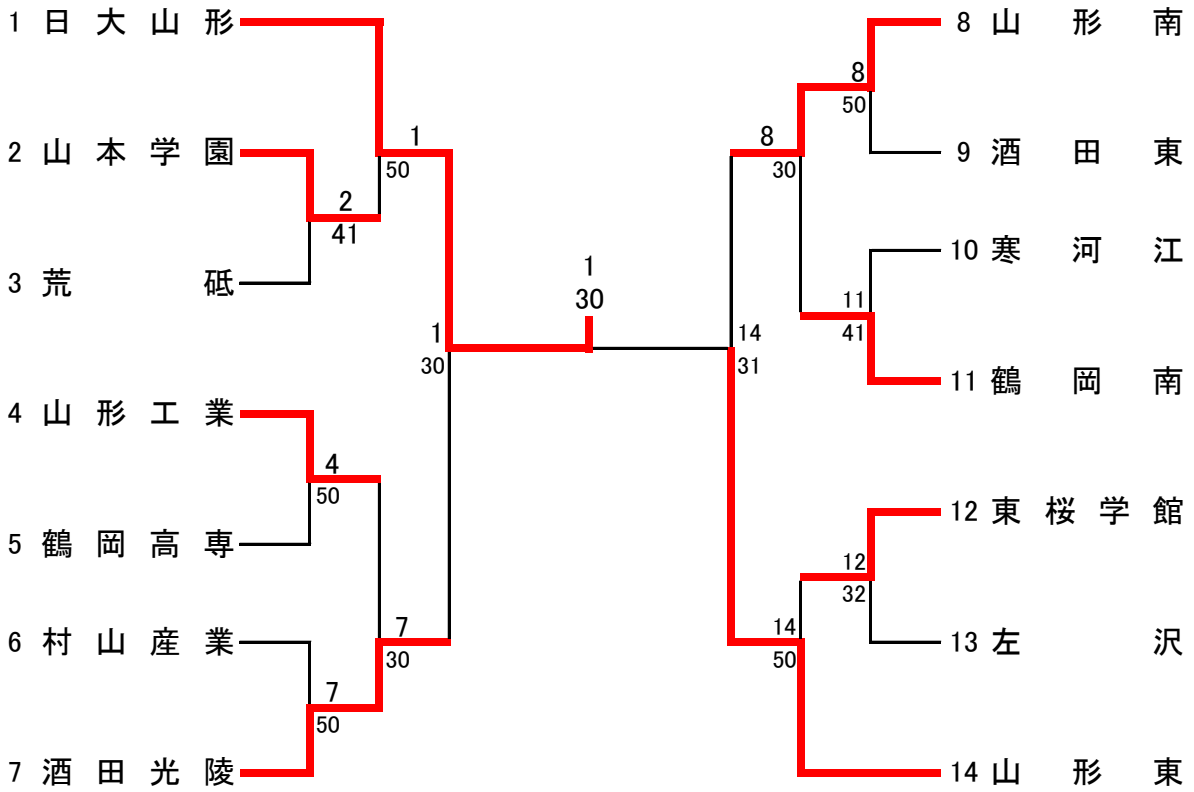 1 日大山形
1
50
2 山本学園
2
41
3 荒砥
1
30
4 山形工業
4
50
5 鶴岡高専
6 村山産業
7
30
7
50
7 酒田光陵
1
30
8 山形南
8
50
8
30
9 酒田東
10 寒河江
11
41
14
31
11 鶴岡南
12 東桜学館
12
32
14
50
13 左沢
14 山形東